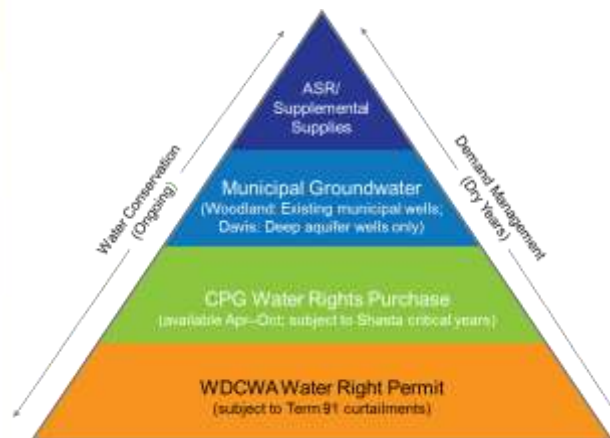 ASR/
Supplemental
Supplies
Water Conservation
(Ongoing)
Demand Management
(Dry Years)
Municipal Groundwater
(Woodland: Existing municipal wells;
Davis: Deep aquifer wells only)
CPG Water Rights Purchase
(available Apr–Oct; subject to Shasta critical years)
WDCWA Water Right Permit
(subject to Term 91 curtailments)